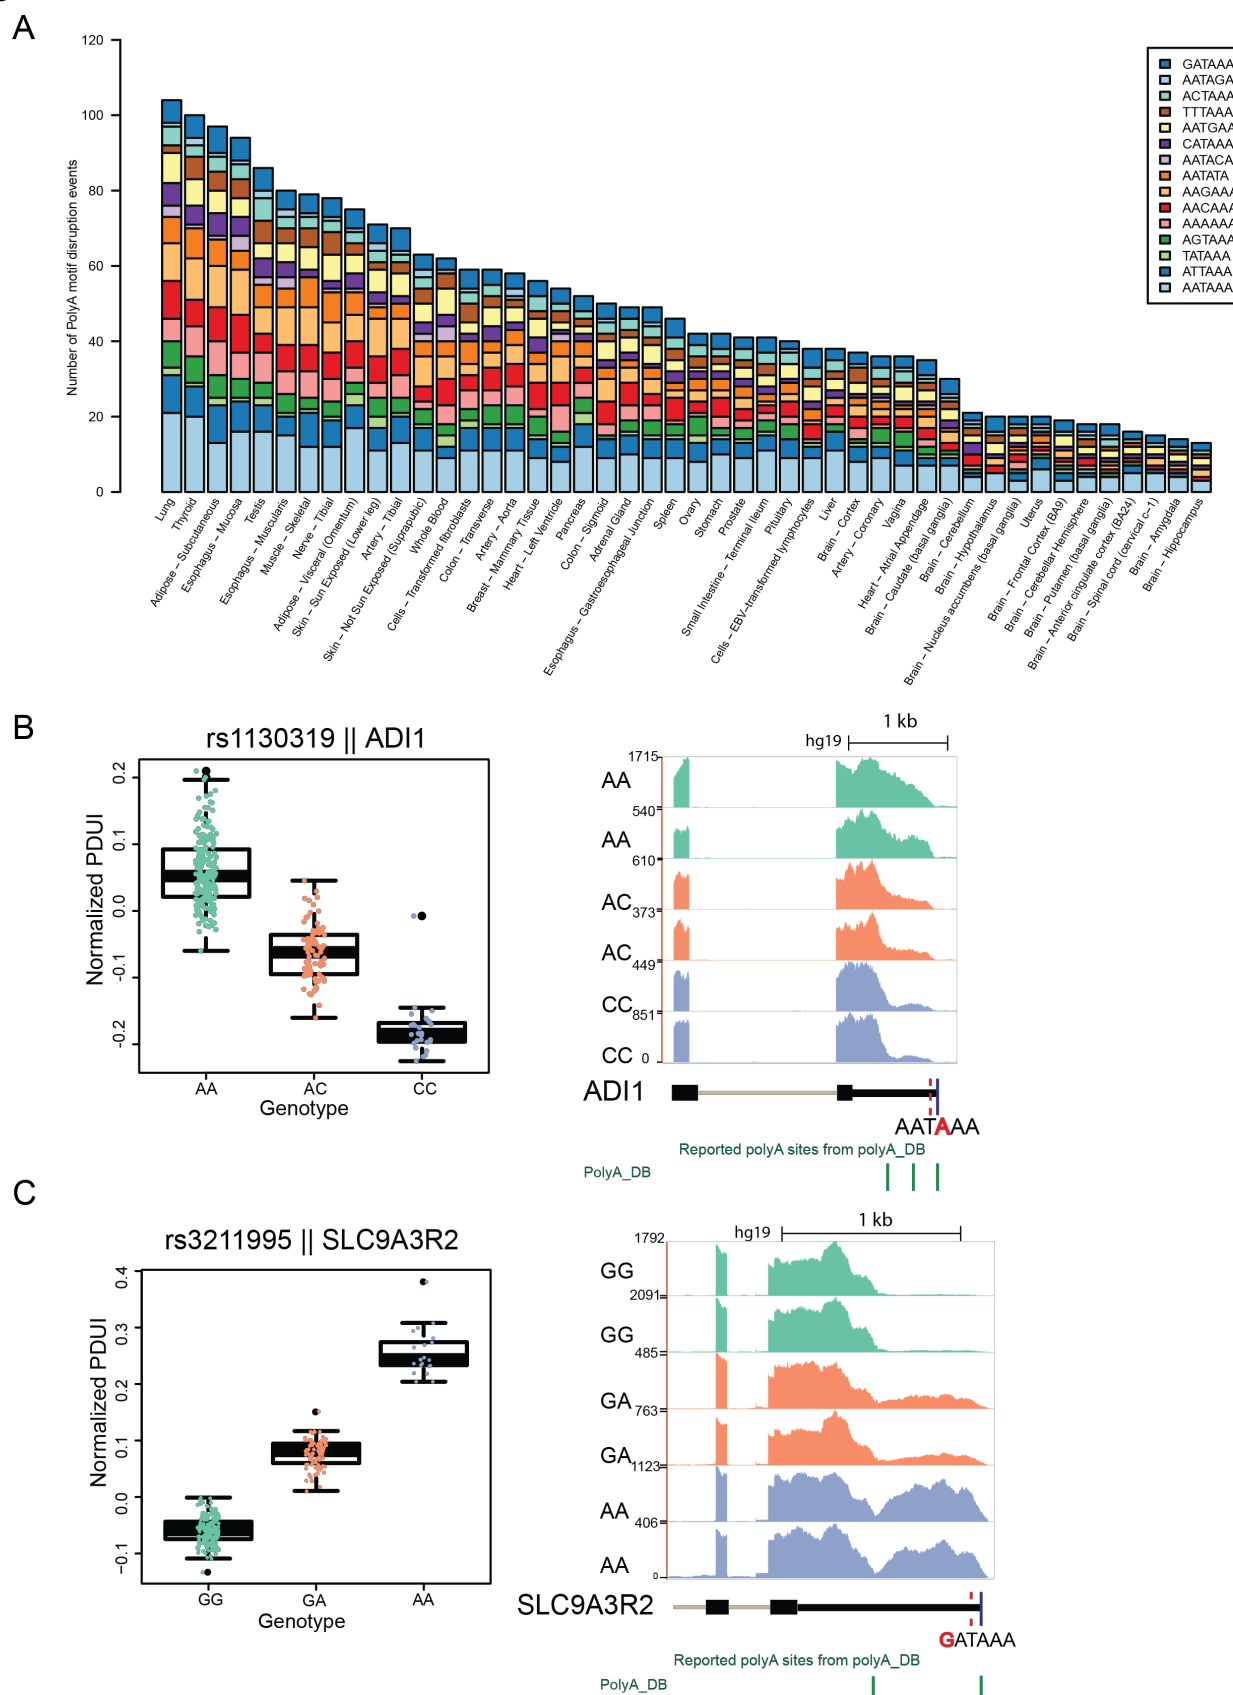 A
Number of PolyA motif disruption events
120
100
80
60
40
20
0
GATAAA
AATAGA
ACTAAA
TTTAAA
AATGAA
CATAAA
AATACA
AATATA
AAGAAA
AACAAA
AAAAAA
AGTAAA
TATAAA
ATTAAA
AATAAA
Lung
Thyroid
Adipose – Subcutaneous
Esophagus – Mucosa
Testis
Esophagus – Muscularis
Muscle – Skeletal
Nerve – Tibial
Adipose – Visceral (Omentum)
Skin – Sun Exposed (Lower leg)
Artery – Tibial
Skin – Not Sun Exposed (Suprapubic)
Whole Blood
Cells – Transformed fibroblasts
Colon – Transverse
Artery – Aorta
Breast – Mammary Tissue
Heart – Left Ventricle
Pancreas
Colon – Sigmoid
Adrenal Gland
Esophagus – Gastroesophageal Junction
Spleen
Ovary
Stomach
Prostate
Small Intestine – Terminal Ileum
Pituitary
Cells – EBV–transformed lymphocytes
Liver
Brain – Cortex
Artery – Coronary
Vagina
Heart – Atrial Appendage
Brain – Caudate (basal ganglia)
Brain – Cerebellum
Brain – Hypothalamus
Brain – Nucleus accumbens (basal ganglia)
Uterus
Brain – Frontal Cortex (BA9)
Brain – Cerebellar Hemisphere
Brain – Putamen (basal ganglia)
Brain – Anterior cingulate cortex (BA24)
Brain – Spinal cord (cervical c–1)
Brain – Amygdala
Brain – Hippocampus
B
rs1130319 || ADI1
Normalized PDUI
0.2
0.1
0.0
-0.1
-0.2
AA AC CC
Genotype
1 kb
hg19
1715
AA
540
AA
610
AC
373
AC
449
CC
851
CC 0
ADI1
AATAAA
Reported polyA sites from polyA_DB
PolyA_DB
C
rs3211995 || SLC9A3R2
Normalized PDUI
0.4
0.3
0.2
0.1
0.0
-0.1
GG GA AA
Genotype
1 kb
hg19
1792
GG
2091
GG
485
GA
763
GA
1123
AA
406
AA
0
SLC9A3R2
GATAAA
Reported polyA sites from polyA_DB
PolyA_DB